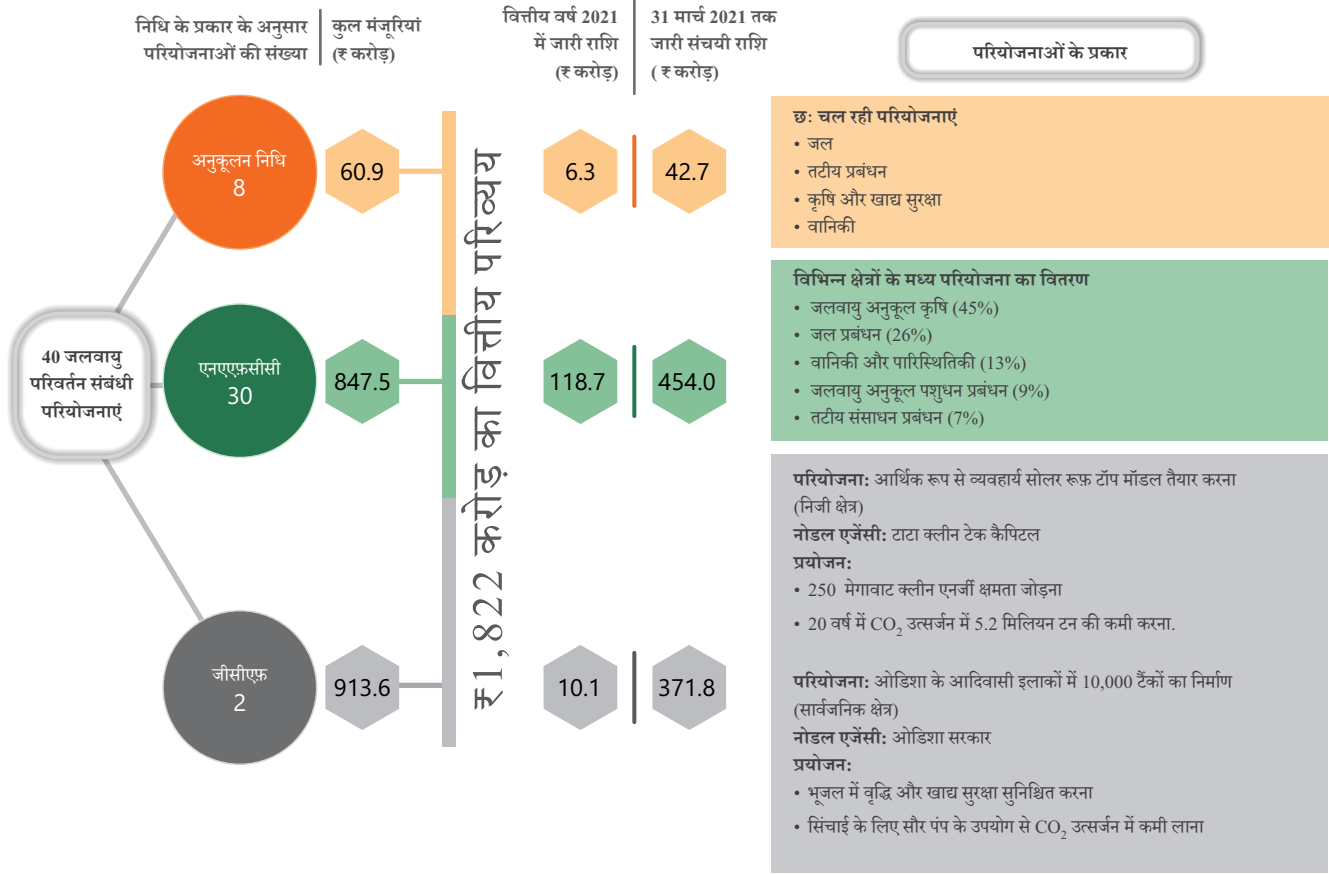 निधि के प्रकार के अनुसार
परियोजनाओं की संख्या
कुल मंजूरियां
(₹ करोड़)
वित्तीय वर्ष 2021
में जारी राशि
(₹ करोड़)
31 मार्च 2021 तक
जारी संचयी राशि
( ₹ करोड़)
परियोजनाओं के प्रकार
40 जलवायु
परिवर्तन संबंधी
परियोजनाएं
₹1,822 करोड़ का वित्तीय परिव्यय
अनुकूलन निधि
8
60.9
6.3
42.7
छः चल रही परियोजनाएं
• जल
• तटीय प्रबंधन
• कृषि और खाद्य सुरक्षा
• वानिकी
एनएएफ़सीसी
30
847.5
118.7
454.0
विभिन्न क्षेत्रों के मध्य परियोजना का वितरण
• जलवायु अनुकूल कृषि (45%)
• जल प्रबंधन (26%)
• वानिकी और पारिस्थितिकी (13%)
• जलवायु अनुकूल पशुधन प्रबंधन (9%)
• तटीय संसाधन प्रबंधन (7%)
जीसीएफ़
2
913.6
10.1
371.8
परियोजना: आर्थिक रूप से व्यवहार्य सोलर रूफ़ टॉप मॉडल तैयार करना
(निजी क्षेत्र)
नोडल एजेंसी: टाटा क्लीन टेक कैपिटल
प्रयोजन:
• 250 मेगावाट क्लीन एनर्जी क्षमता जोड़ना
• 20 वर्ष में CO₂ उत्सर्जन में 5.2 मिलियन टन की कमी करना.
परियोजना: ओडिशा के आदिवासी इलाकों में 10,000 टैंकों का निर्माण
(सार्वजनिक क्षेत्र)
नोडल एजेंसी: ओडिशा सरकार
प्रयोजन:
• भूजल में वृद्धि और खाद्य सुरक्षा सुनिश्चित करना
• सिंचाई के लिए सौर पंप के उपयोग से CO₂ उत्सर्जन में कमी लाना